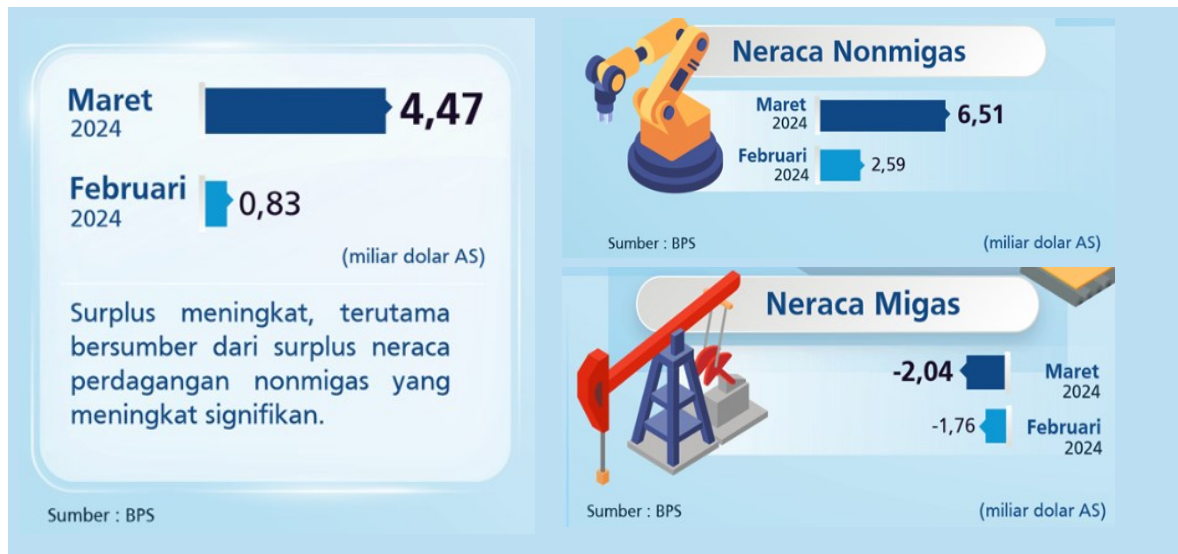 Maret
2024
4,47
Februari
2024
0,83
(miliar dolar AS)
Surplus meningkat, terutama
bersumber dari surplus neraca
perdagangan nonmigas yang
meningkat signifikan.
Sumber : BPS
Neraca Nonmigas
Maret
2024
6,51
Februari
2024
2,59
Sumber : BPS
(miliar dolar AS)
Neraca Migas
-2,04
Maret
2024
-1,76
Februari
2024
Sumber : BPS
(miliar dolar AS)